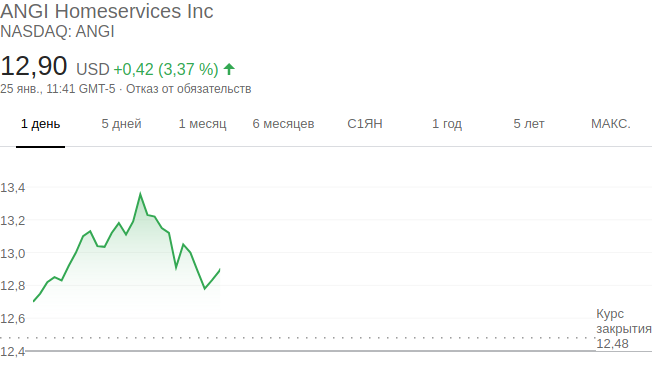 ANGI Homeservices Inc
NASDAQ: ANGI
12,90 USD +0,42 (3,37 %)
25 янв., 11:41 GMT-5 · Отказ от обязательств
1 день 5 дней 1 месяц 6 месяцев С1ЯН 1 год 5 лет МАКС.
13,4
13,2
13,0
12,8
12,6
12,4
Курс
закрытия
12,48